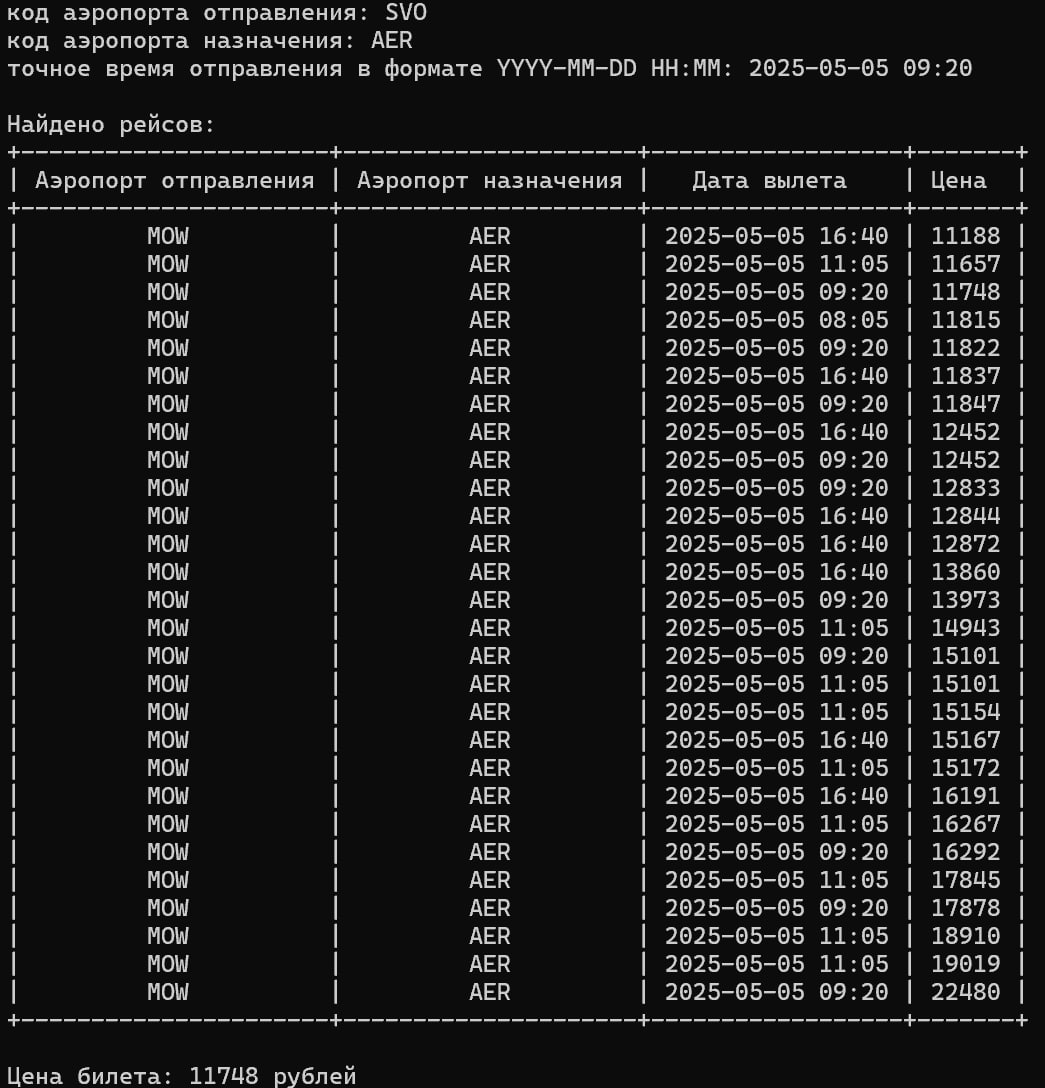 код аэропорта отправления: SVO
код аэропорта назначения: AER
точное время отправления в формате YYYY-MM-DD HH:MM: 2025-05-05 09:20
Найдено рейсов:
+----------------------+---------------------+------------------+-------+
| Аэропорт отправления | Аэропорт назначения |   Дата вылета    | Цена  |
+----------------------+---------------------+------------------+-------+
|         MOW          |         AER         | 2025-05-05 16:40 | 11188 |
|         MOW          |         AER         | 2025-05-05 11:05 | 11657 |
|         MOW          |         AER         | 2025-05-05 09:20 | 11748 |
|         MOW          |         AER         | 2025-05-05 08:05 | 11815 |
|         MOW          |         AER         | 2025-05-05 09:20 | 11822 |
|         MOW          |         AER         | 2025-05-05 16:40 | 11837 |
|         MOW          |         AER         | 2025-05-05 09:20 | 11847 |
|         MOW          |         AER         | 2025-05-05 16:40 | 12452 |
|         MOW          |         AER         | 2025-05-05 09:20 | 12452 |
|         MOW          |         AER         | 2025-05-05 09:20 | 12833 |
|         MOW          |         AER         | 2025-05-05 16:40 | 12844 |
|         MOW          |         AER         | 2025-05-05 16:40 | 12872 |
|         MOW          |         AER         | 2025-05-05 16:40 | 13860 |
|         MOW          |         AER         | 2025-05-05 09:20 | 13973 |
|         MOW          |         AER         | 2025-05-05 11:05 | 14943 |
|         MOW          |         AER         | 2025-05-05 09:20 | 15101 |
|         MOW          |         AER         | 2025-05-05 11:05 | 15101 |
|         MOW          |         AER         | 2025-05-05 11:05 | 15154 |
|         MOW          |         AER         | 2025-05-05 16:40 | 15167 |
|         MOW          |         AER         | 2025-05-05 11:05 | 15172 |
|         MOW          |         AER         | 2025-05-05 16:40 | 16191 |
|         MOW          |         AER         | 2025-05-05 11:05 | 16267 |
|         MOW          |         AER         | 2025-05-05 09:20 | 16292 |
|         MOW          |         AER         | 2025-05-05 11:05 | 17845 |
|         MOW          |         AER         | 2025-05-05 09:20 | 17878 |
|         MOW          |         AER         | 2025-05-05 11:05 | 18910 |
|         MOW          |         AER         | 2025-05-05 11:05 | 19019 |
|         MOW          |         AER         | 2025-05-05 09:20 | 22480 |
+----------------------+---------------------+------------------+-------+
Цена билета: 11748 рублей